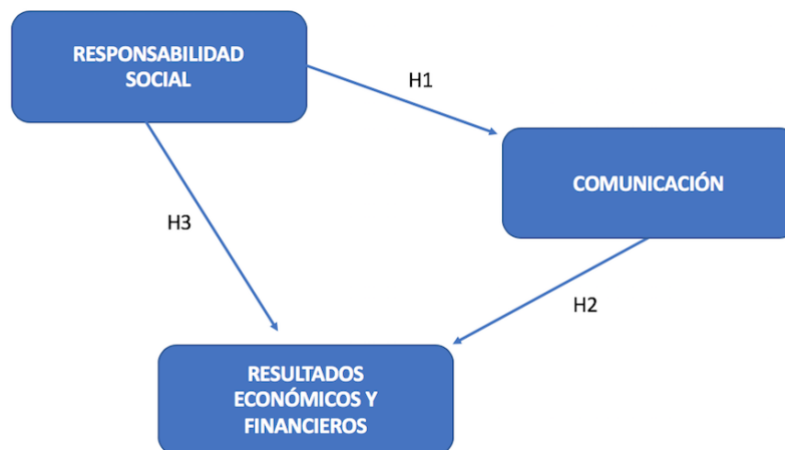 RESPONSABILIDAD
SOCIAL
H1
COMUNICACIÓN
H3
H2
RESULTADOS
ECONÓMICOS Y
FINANCIEROS